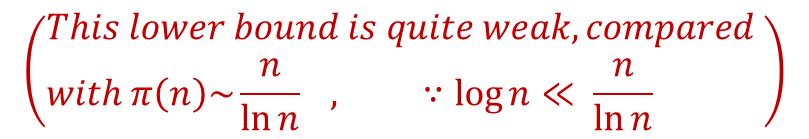 (This lower bound is quite weak, compared
with π(n)~ n/ln n , ∵ log n ≪ n/ln n)